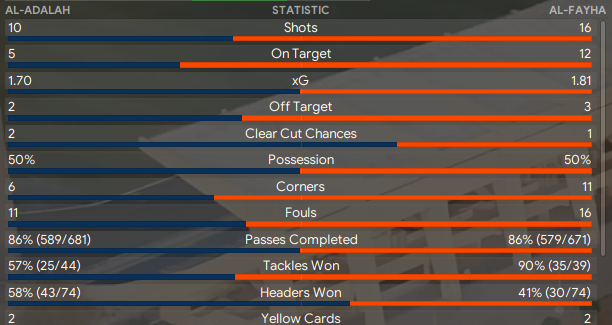 AL-ADALAH STATISTIC AL-FAYHA
10 Shots 16
5 On Target 12
1.70 xG 1.81
2 Off Target 3
2 Clear Cut Chances 1
50% Possession 50%
6 Corners 11
11 Fouls 16
86% (589/681) Passes Completed 86% (579/671)
57% (25/44) Tackles Won 90% (35/39)
58% (43/74) Headers Won 41% (30/74)
2 Yellow Cards 2